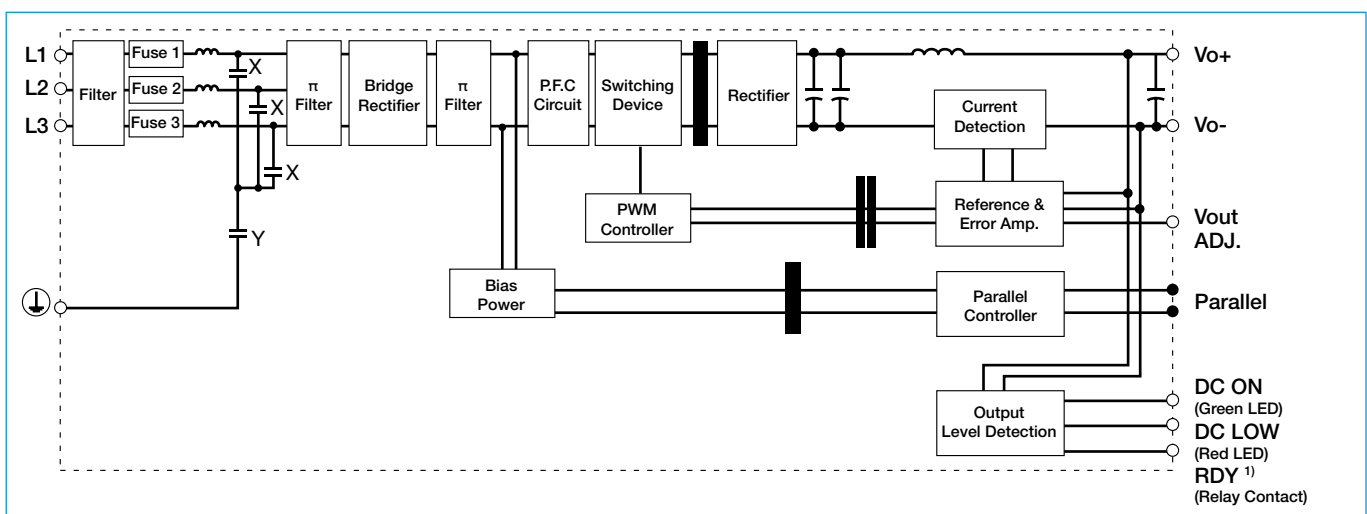 L1
L2
L3
Filter
Fuse 1
Fuse 2
Fuse 3
X
X
X
Y
π
Filter
Bridge
Rectifier
π
Filter
P.F.C
Circuit
Switching
Device
Rectifier
Current
Detection
PWM
Controller
Reference &
Error Amp.
Bias
Power
Parallel
Controller
Output
Level Detection
Vo+
Vo-
Vout
ADJ.
Parallel
DC ON
(Green LED)
DC LOW
(Red LED)
RDY 1)
(Relay Contact)